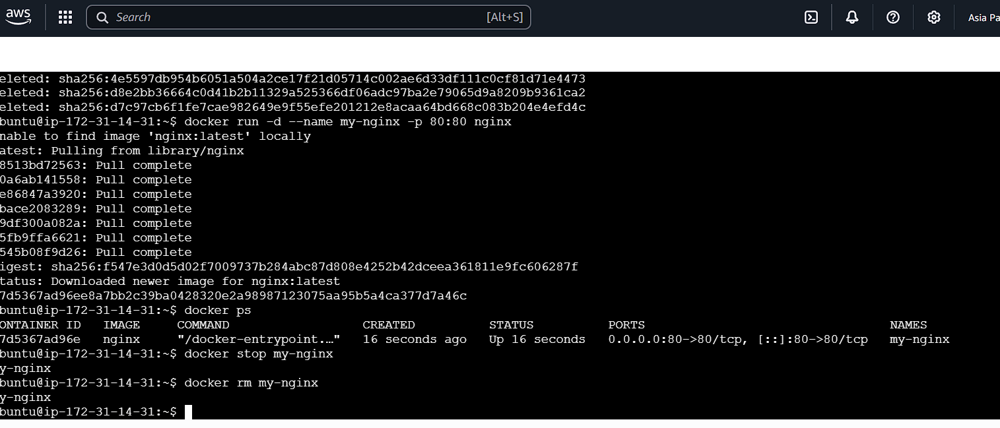 aws
Search [Alt+S]
Asia Pa
eleted: sha256:4e5597db954b6051a504a2ce17f21d05714c002ae6d33df111c0cf81d71e4473
eleted: sha256:d8e2bb36664c0d41b2b11329a525366df06adc97ba2e79065d9a8209b9361ca2
eleted: sha256:d7c97cb6f1fe7cae982649e9f55efe201212e8acaa64bd668c083b204e4efd4c
buntu@ip-172-31-14-31:~$ docker run -d --name my-nginx -p 80:80 nginx
nable to find image 'nginx:latest' locally
atest: Pulling from library/nginx
8513bd72563: Pull complete
0a6ab141558: Pull complete
e86847a3920: Pull complete
bace2083289: Pull complete
9df300a082a: Pull complete
5fb9ffa6621: Pull complete
545b08f9d26: Pull complete
igest: sha256:f547e3d0d5d02f7009737b284abc87d808e4252b42dceea361811e9fc606287f
tatus: Downloaded newer image for nginx:latest
7d5367ad96ee8a7bb2c39ba0428320e2a98987123075aa95b5a4ca377d7a46c
buntu@ip-172-31-14-31:~$ docker ps
ONTAINER ID IMAGE COMMAND CREATED STATUS PORTS NAMES
7d5367ad96e nginx "/docker-entrypoint.…" 16 seconds ago Up 16 seconds 0.0.0.0:80->80/tcp, [::]:80->80/tcp my-nginx
buntu@ip-172-31-14-31:~$ docker stop my-nginx
y-nginx
buntu@ip-172-31-14-31:~$ docker rm my-nginx
y-nginx
buntu@ip-172-31-14-31:~$